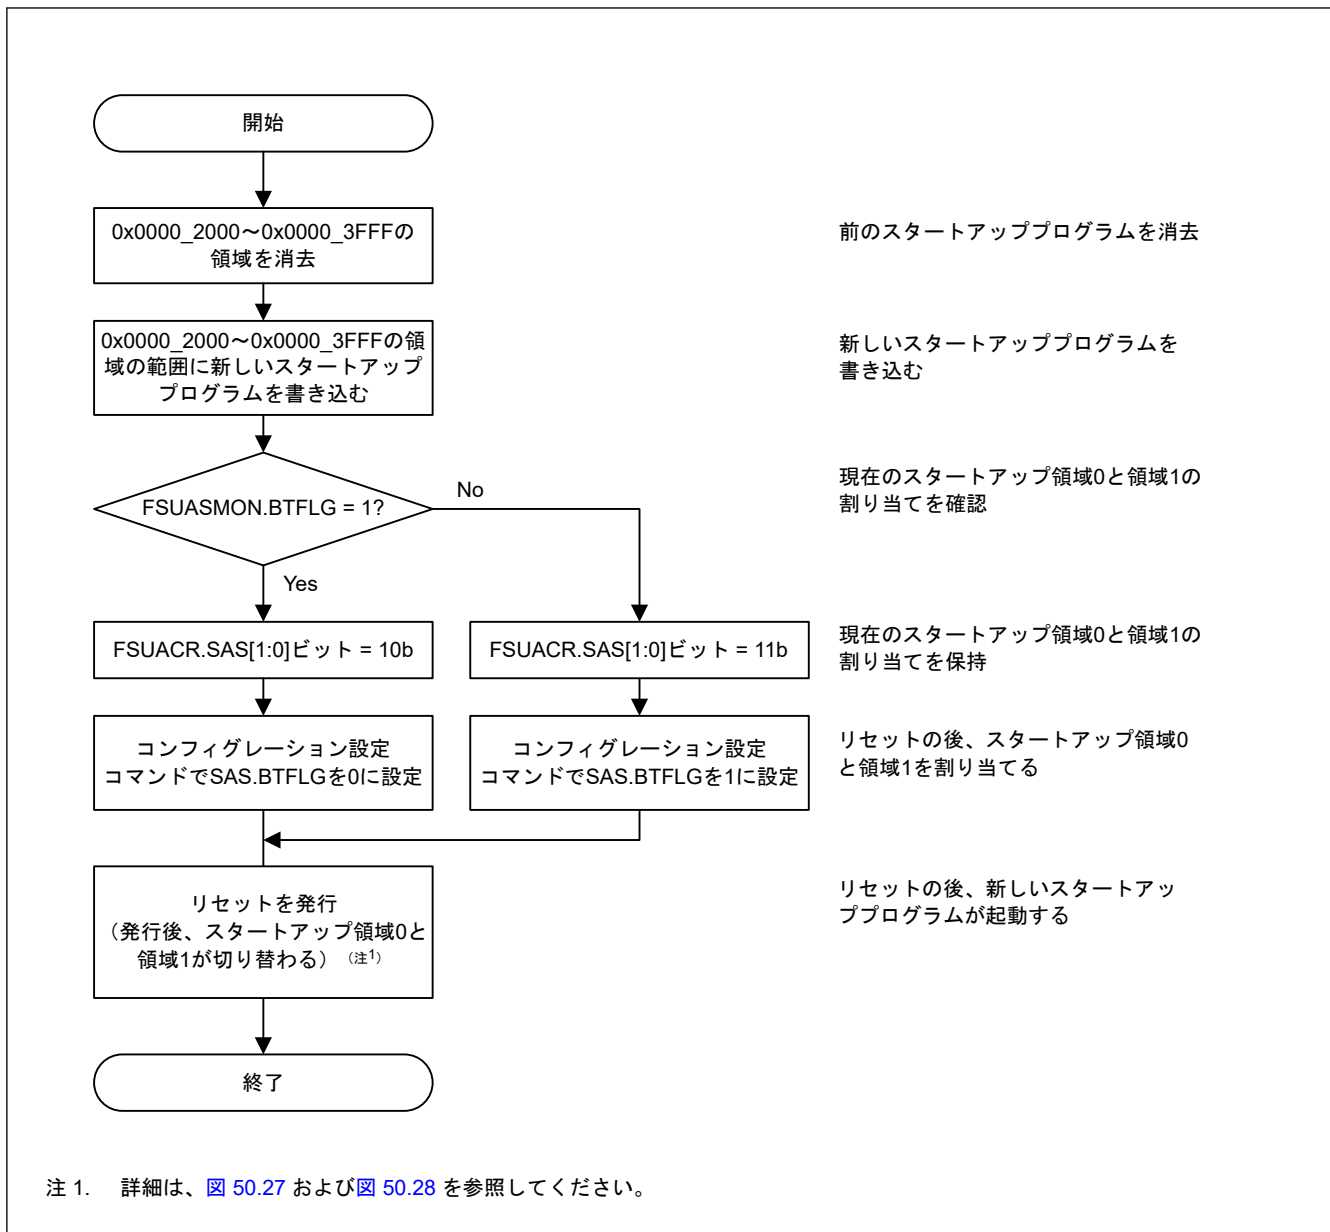 開始
0x0000_2000～0x0000_3FFFの
領域を消去
前のスタートアッププログラムを消去
0x0000_2000～0x0000_3FFFの領
域の範囲に新しいスタートアップ
プログラムを書き込む
新しいスタートアッププログラムを
書き込む
FSUASMON.BTFLG = 1?
No
Yes
現在のスタートアップ領域0と領域1の
割り当てを確認
FSUACR.SAS[1:0]ビット = 10b
FSUACR.SAS[1:0]ビット = 11b
現在のスタートアップ領域0と領域1の
割り当てを保持
コンフィグレーション設定
コマンドでSAS.BTFLGを0に設定
コンフィグレーション設定
コマンドでSAS.BTFLGを1に設定
リセットの後、スタートアップ領域0
と領域1を割り当てる
リセットを発行
（発行後、スタートアップ領域0と
領域1が切り替わる）（注1）
リセットの後、新しいスタートアッ
ププログラムが起動する
終了
注 1. 詳細は、図 50.27 および図 50.28 を参照してください。